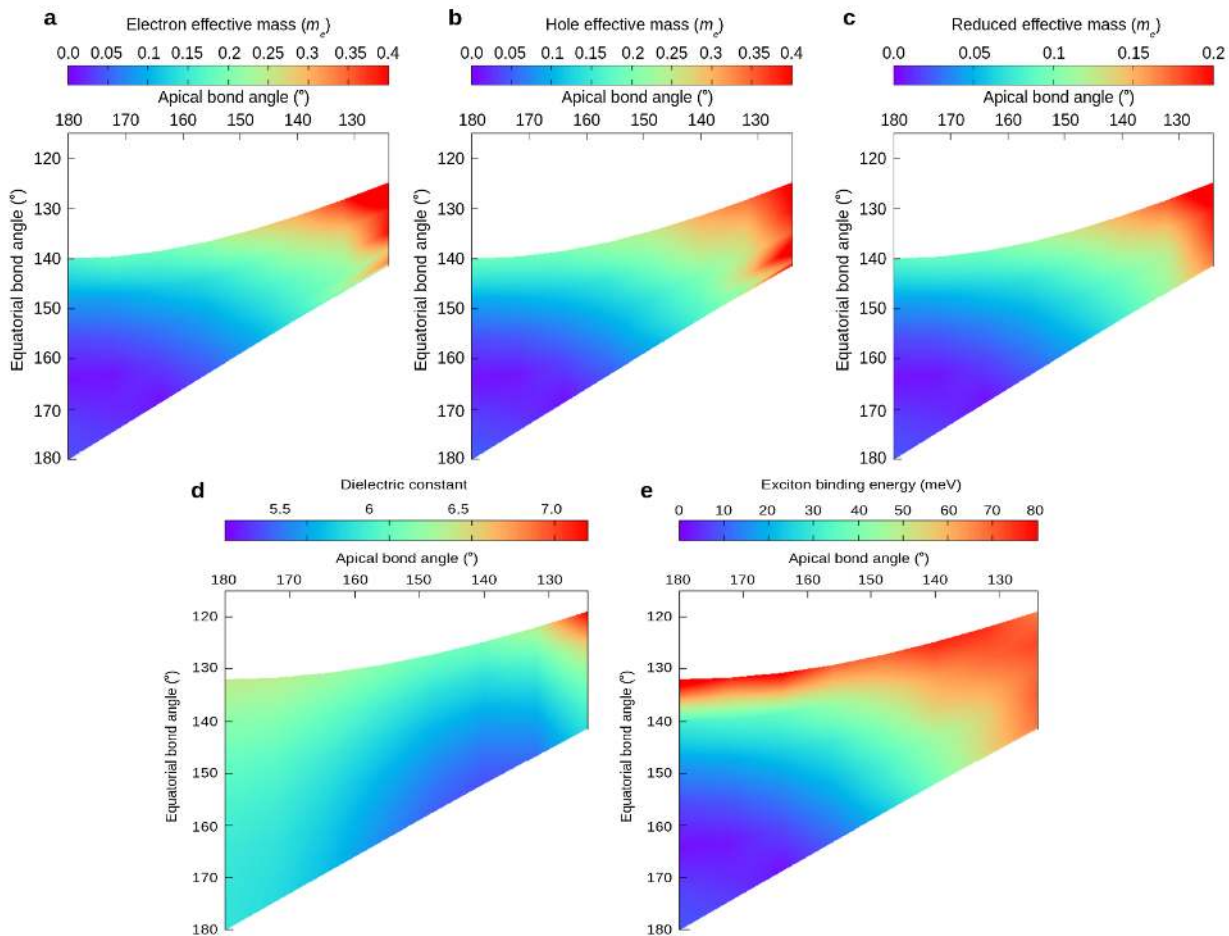 a b c
Electron effective mass (mₑ) Hole effective mass (mₑ) Reduced effective mass (mₑ)
0.0 0.05 0.1 0.15 0.2 0.25 0.3 0.35 0.4 0.0 0.05 0.1 0.15 0.2 0.25 0.3 0.35 0.4 0.0 0.05 0.1 0.15 0.2
Apical bond angle (°) Apical bond angle (°) Apical bond angle (°)
180 170 160 150 140 130 180 170 160 150 140 130 180 170 160 150 140 130
Equatorial bond angle (°) Equatorial bond angle (°) Equatorial bond angle (°)
120 120 120
130 130 130
140 140 140
150 150 150
160 160 160
170 170 170
180 180 180
d e
Dielectric constant Exciton binding energy (meV)
5.5 6 6.5 7.0 0 10 20 30 40 50 60 70 80
Apical bond angle (°) Apical bond angle (°)
180 170 160 150 140 130 180 170 160 150 140 130
Equatorial bond angle (°) Equatorial bond angle (°)
120 120
130 130
140 140
150 150
160 160
170 170
180 180